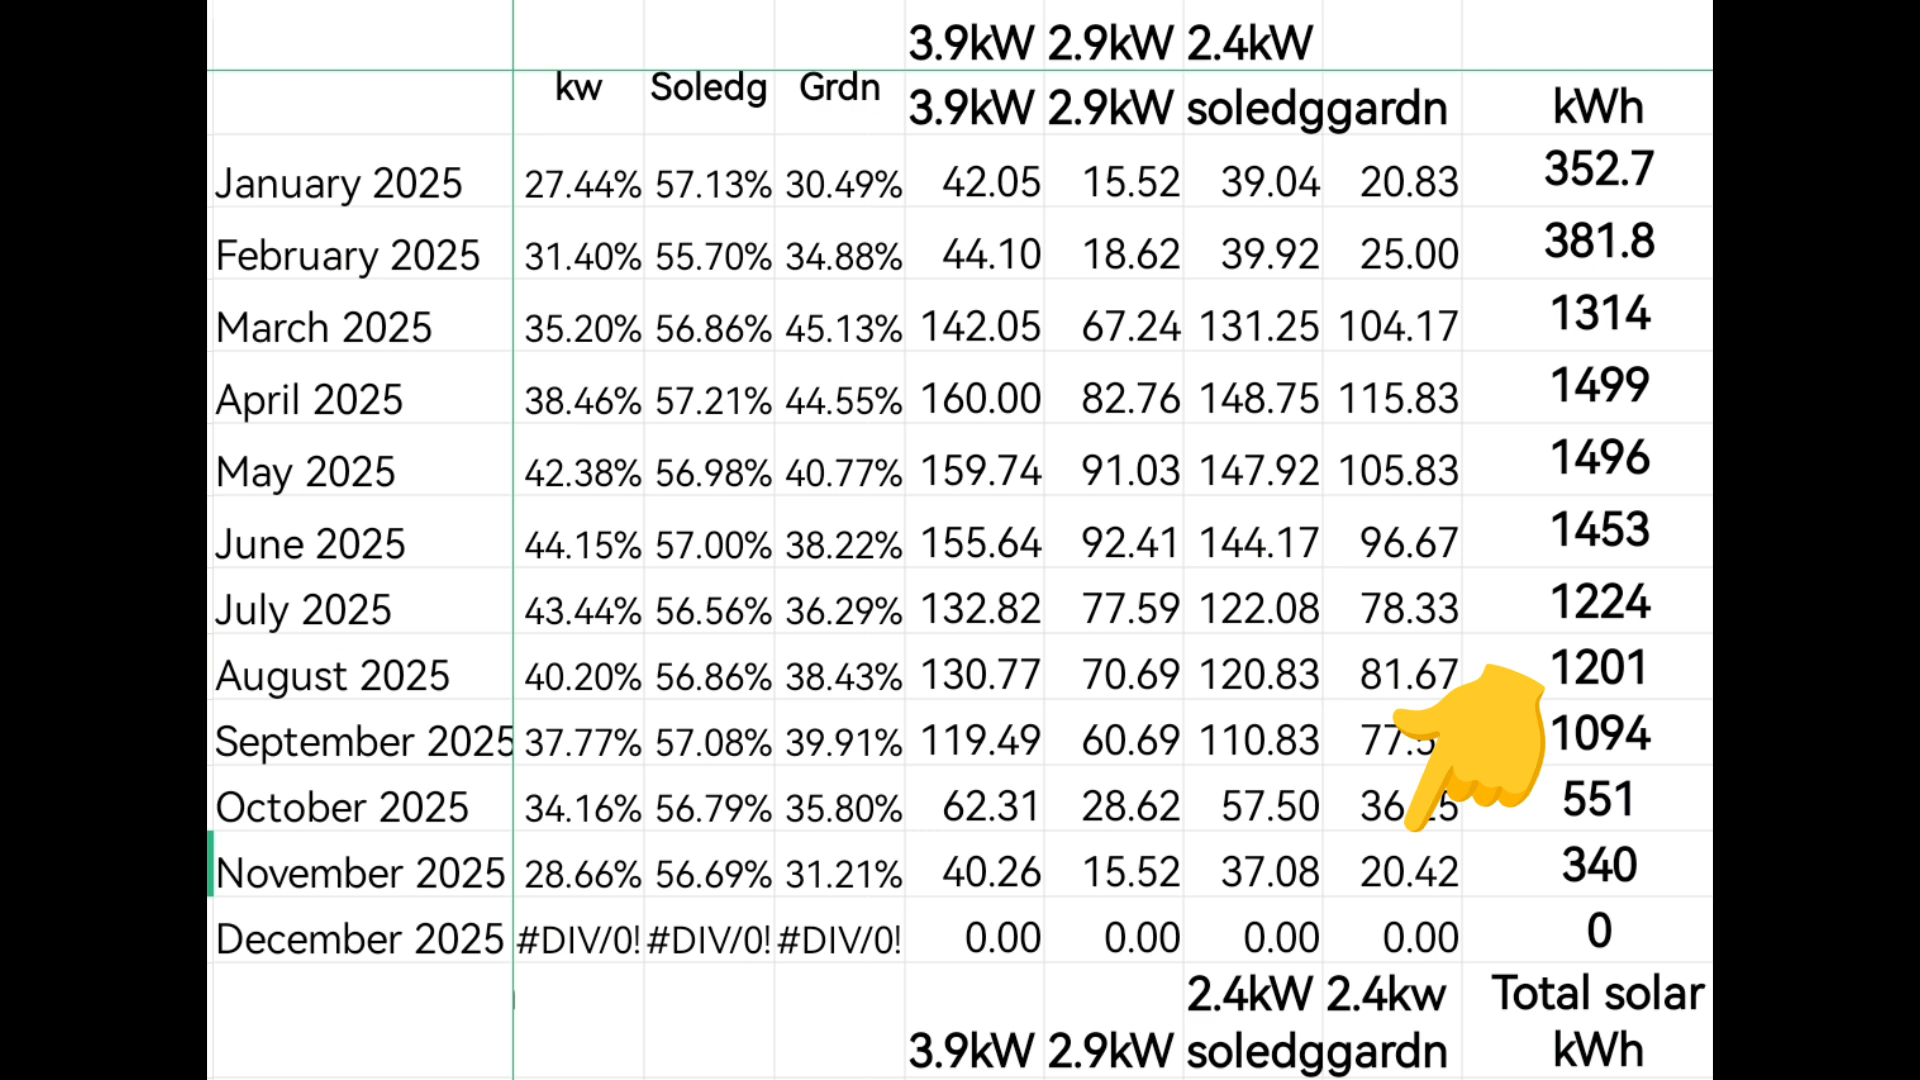 3.9kW 2.9kW 2.4kW
kw Soledg Grdn 3.9kW 2.9kW soledggardn kWh
January 2025 27.44% 57.13% 30.49% 42.05 15.52 39.04 20.83 352.7
February 2025 31.40% 55.70% 34.88% 44.10 18.62 39.92 25.00 381.8
March 2025 35.20% 56.86% 45.13% 142.05 67.24 131.25 104.17 1314
April 2025 38.46% 57.21% 44.55% 160.00 82.76 148.75 115.83 1499
May 2025 42.38% 56.98% 40.77% 159.74 91.03 147.92 105.83 1496
June 2025 44.15% 57.00% 38.22% 155.64 92.41 144.17 96.67 1453
July 2025 43.44% 56.56% 36.29% 132.82 77.59 122.08 78.33 1224
August 2025 40.20% 56.86% 38.43% 130.77 70.69 120.83 81.67 1201
September 2025 37.77% 57.08% 39.91% 119.49 60.69 110.83 1094
October 2025 34.16% 56.79% 35.80% 62.31 28.62 57.50 551
November 2025 28.66% 56.69% 31.21% 40.26 15.52 37.08 20.42 340
December 2025 #DIV/0! #DIV/0! #DIV/0! 0.00 0.00 0.00 0.00 0
2.4kW 2.4kw Total solar
3.9kW 2.9kW soledggardn kWh